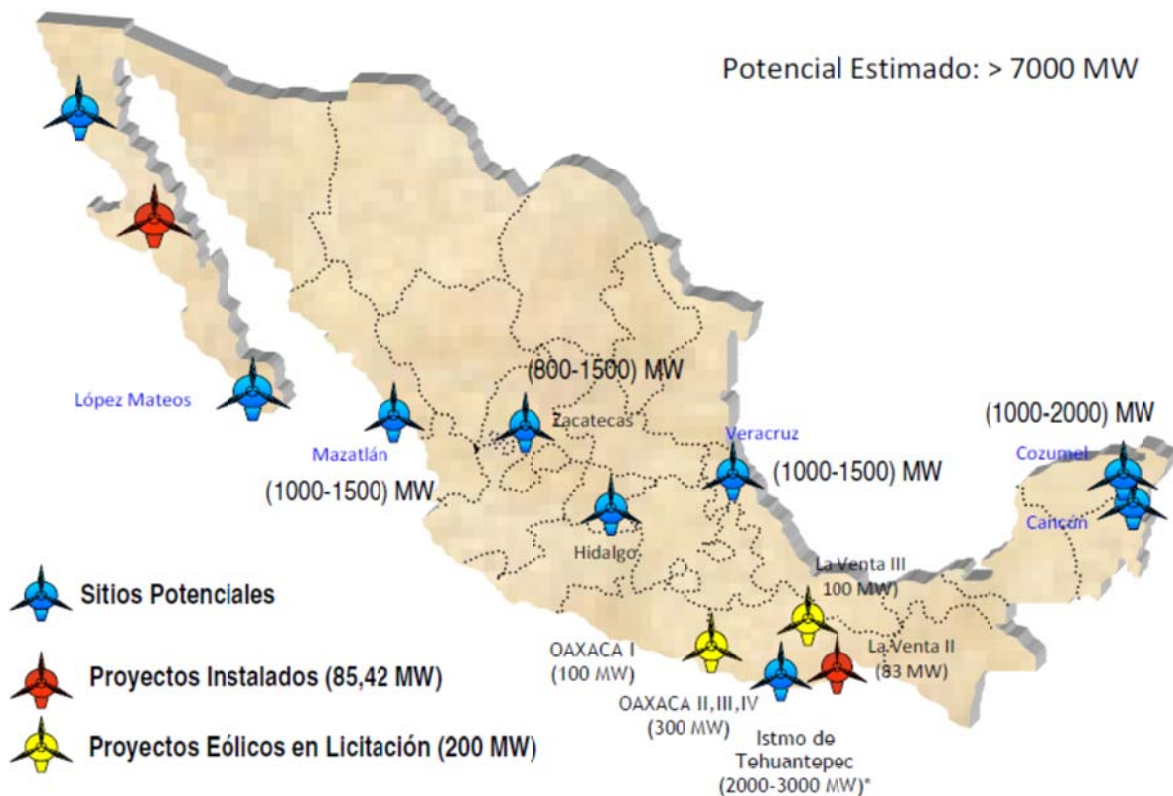 Potencial Estimado: > 7000 MW
(800-1500) MW
López Mateos
Zacatecas
Mazatlán
Veracruz
(1000-2000) MW
Cozumel
(1000-1500) MW
(1000-1500) MW
Cancún
Hidalgo
La Venta III
100 MW)
Sitios Potenciales
OAXACA I
(100 MW)
La Venta II
(83 MW)
Proyectos Instalados (85,42 MW)
OAXACA II,III,IV
(300 MW)
Proyectos Eólicos en Licitación (200 MW)
Istmo de
Tehuantepec
(2000-3000 MW)*